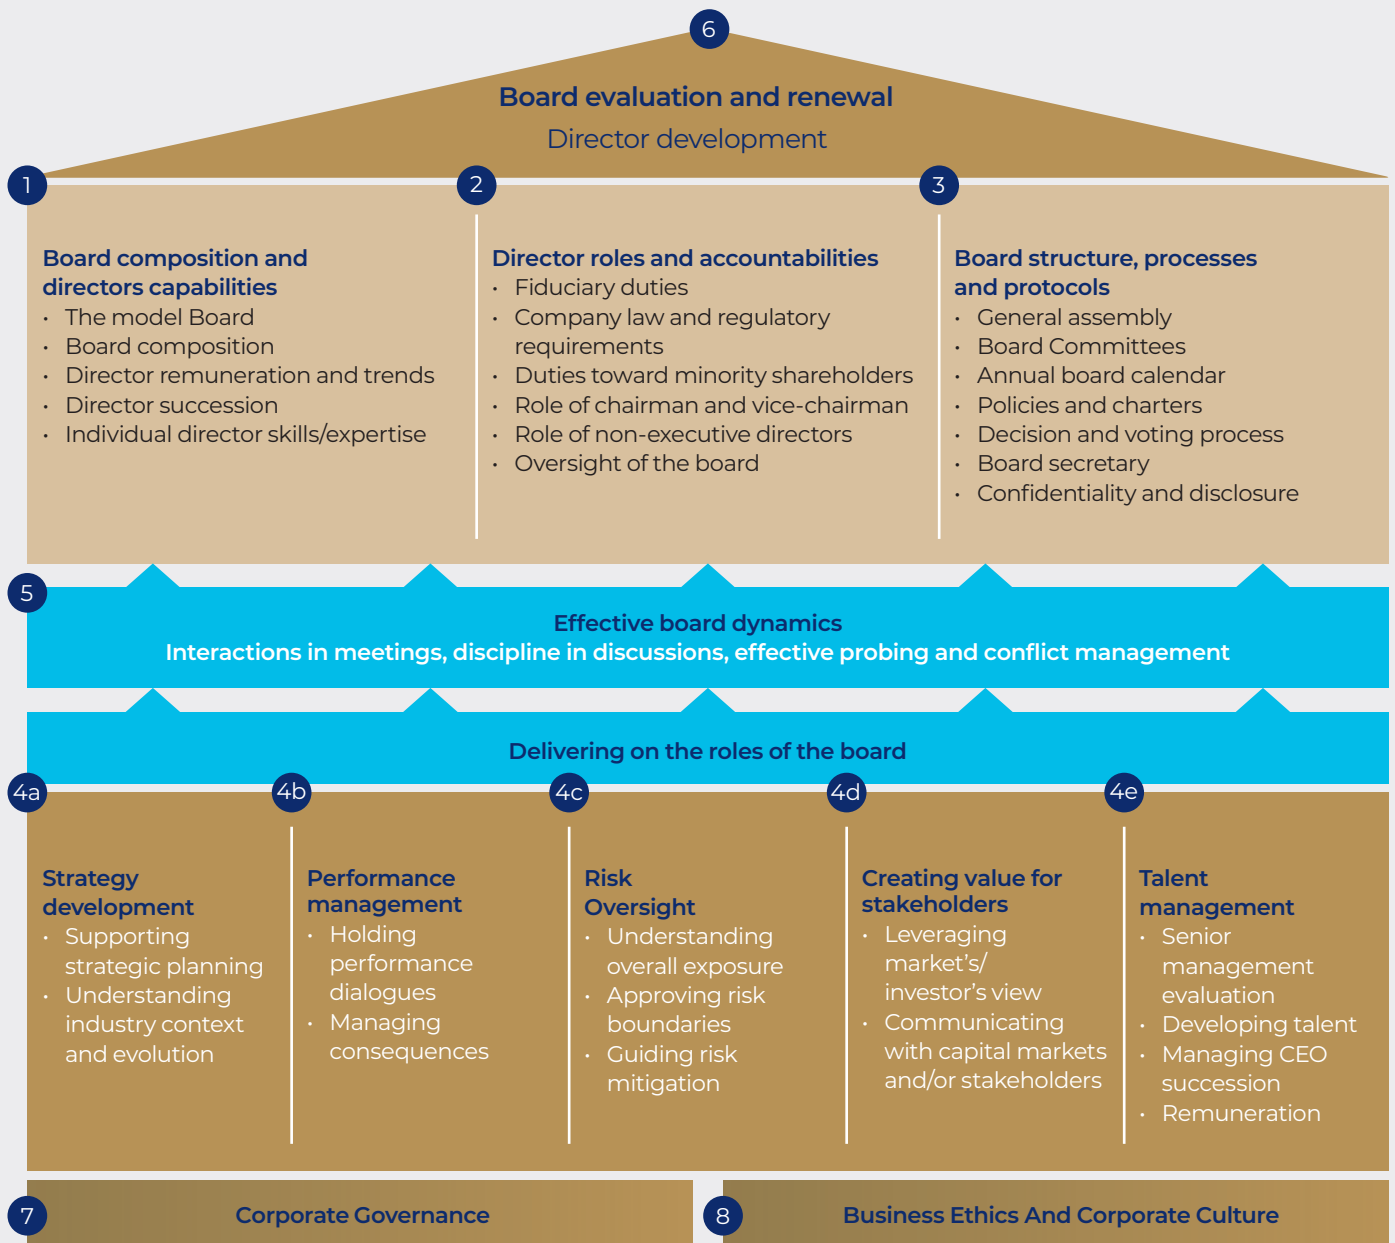 6
Board evaluation and renewal
Director development
1
Board composition and
directors capabilities
• The model Board
• Board composition
• Director remuneration and trends
• Director succession
• Individual director skills/expertise
2
Director roles and accountabilities
• Fiduciary duties
• Company law and regulatory
requirements
• Duties toward minority shareholders
• Role of chairman and vice-chairman
• Role of non-executive directors
• Oversight of the board
3
Board structure, processes
and protocols
• General assembly
• Board Committees
• Annual board calendar
• Policies and charters
• Decision and voting process
• Board secretary
• Confidentiality and disclosure
5
Effective board dynamics
Interactions in meetings, discipline in discussions, effective probing and conflict management
Delivering on the roles of the board
4a
Strategy
development
• Supporting
strategic planning
• Understanding
industry context
and evolution
4b
Performance
management
• Holding
performance
dialogues
• Managing
consequences
4c
Risk
Oversight
• Understanding
overall exposure
• Approving risk
boundaries
• Guiding risk
mitigation
4d
Creating value for
stakeholders
• Leveraging
market's/
investor's view
• Communicating
with capital markets
and/or stakeholders
4e
Talent
management
• Senior
management
evaluation
• Developing talent
• Managing CEO
succession
• Remuneration
7
Corporate Governance
8
Business Ethics And Corporate Culture